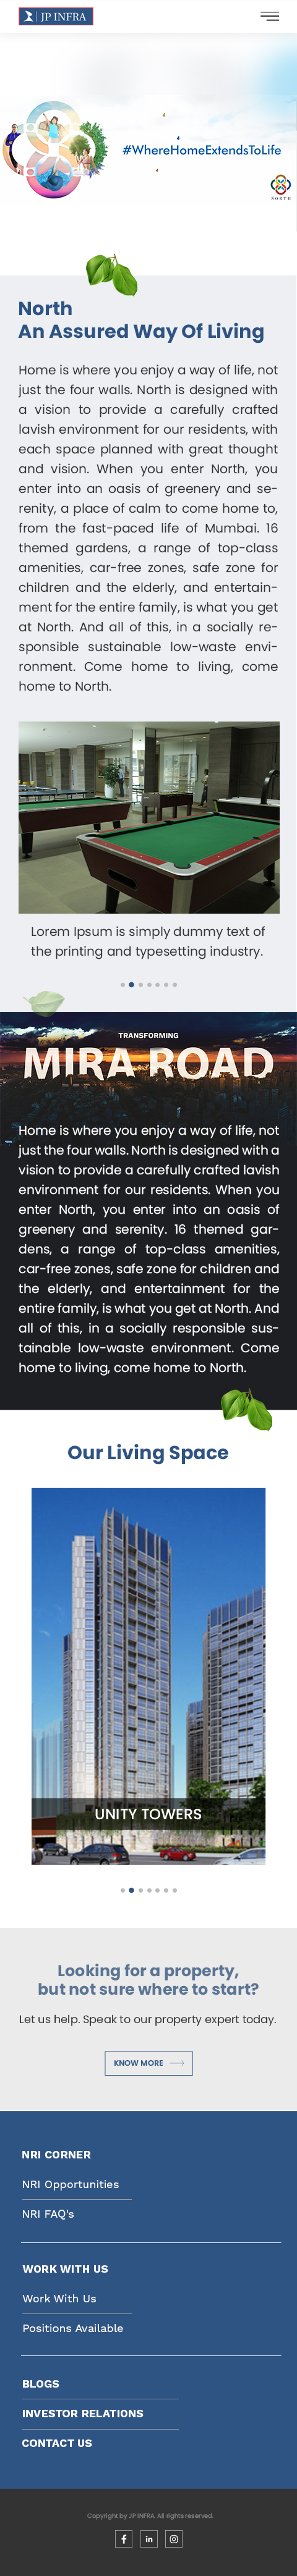 JP INFRA
#WhereHomeExtendsToLife
NORTH
North
An Assured Way Of Living
Home is where you enjoy a way of life, not
just the four walls. North is designed with
a vision to provide a carefully crafted
lavish environment for our residents, with
each space planned with great thought
and vision. When you enter North, you
enter into an oasis of greenery and se-
renity, a place of calm to come home to,
from the fast-paced life of Mumbai. 16
themed gardens, a range of top-class
amenities, car-free zones, safe zone for
children and the elderly, and entertain-
ment for the entire family, is what you get
at North. And all of this, in a socially re-
sponsible sustainable low-waste envi-
ronment. Come home to living, come
home to North.
Lorem Ipsum is simply dummy text of
the printing and typesetting industry.
TRANSFORMING
MIRA ROAD
Home is where you enjoy a way of life, not
just the four walls. North is designed with a
vision to provide a carefully crafted lavish
environment for our residents. When you
enter North, you enter into an oasis of
greenery and serenity. 16 themed gar-
dens, a range of top-class amenities,
car-free zones, safe zone for children and
the elderly, and entertainment for the
entire family, is what you get at North. And
all of this, in a socially responsible sus-
tainable low-waste environment. Come
home to living, come home to North.
Our Living Space
UNITY TOWERS
Looking for a property,
but not sure where to start?
Let us help. Speak to our property expert today.
KNOW MORE
NRI CORNER
NRI Opportunities
NRI FAQ's
WORK WITH US
Work With Us
Positions Available
BLOGS
INVESTOR RELATIONS
CONTACT US
Copyright by JP INFRA. All rights reserved.